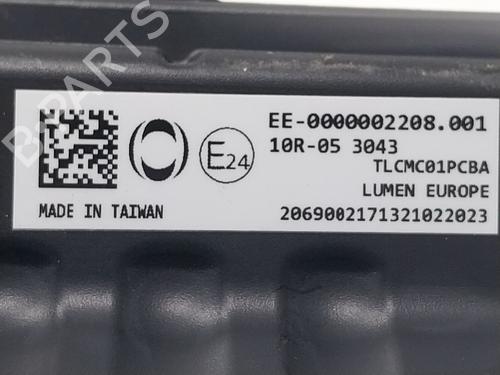 B-PARTS
EE-0000002208.001
E24
10R-05 3043
TLCMC01PCBA
LUMEN EUROPE
MADE IN TAIWAN
2069002171321022023